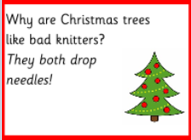 Why are Christmas trees
like bad knitters?
They both drop
needles!